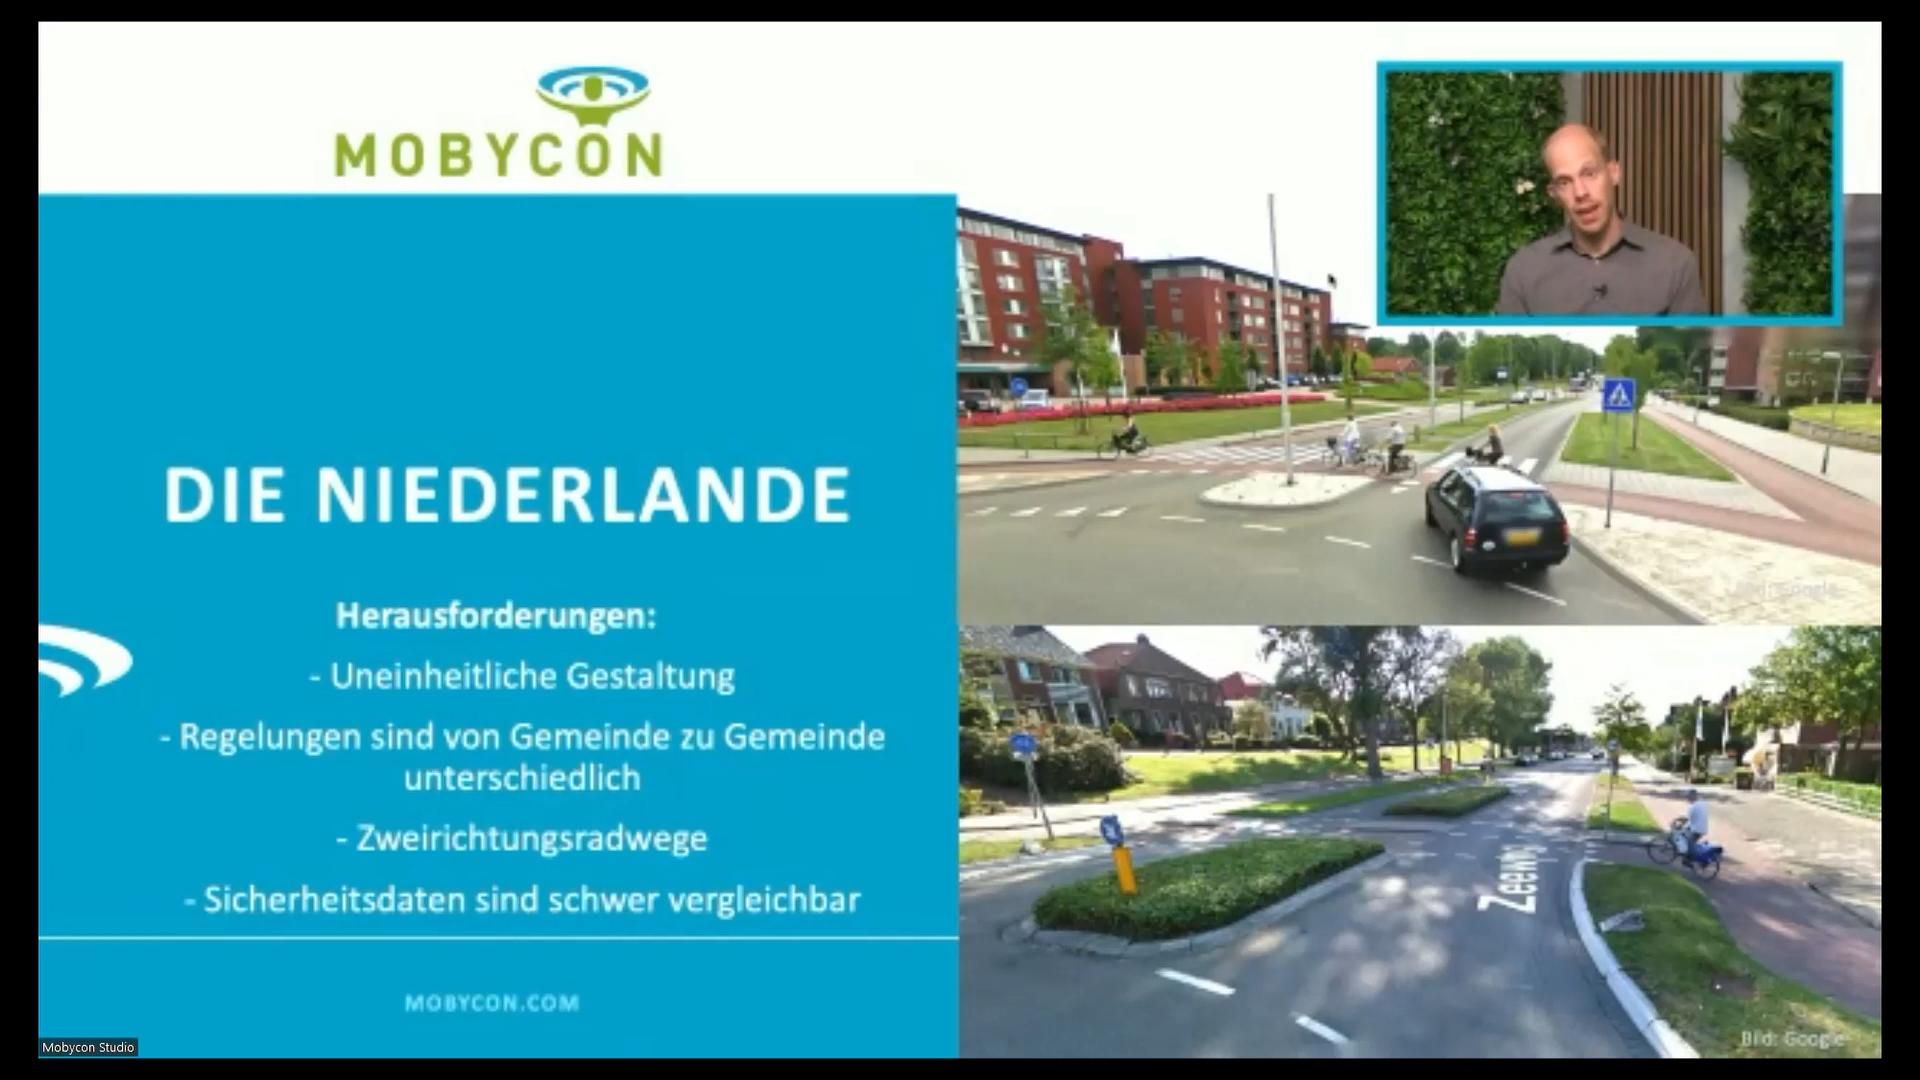 MOBYCON
DIE NIEDERLANDE
Herausforderungen:
- Uneinheitliche Gestaltung
- Regelungen sind von Gemeinde zu Gemeinde
unterschiedlich
- Zweirichtungsradwege
- Sicherheitsdaten sind schwer vergleichbar
MOBYCON.COM
Mobycon Studio
Bild: Google
Zeeweg
Bild: Google